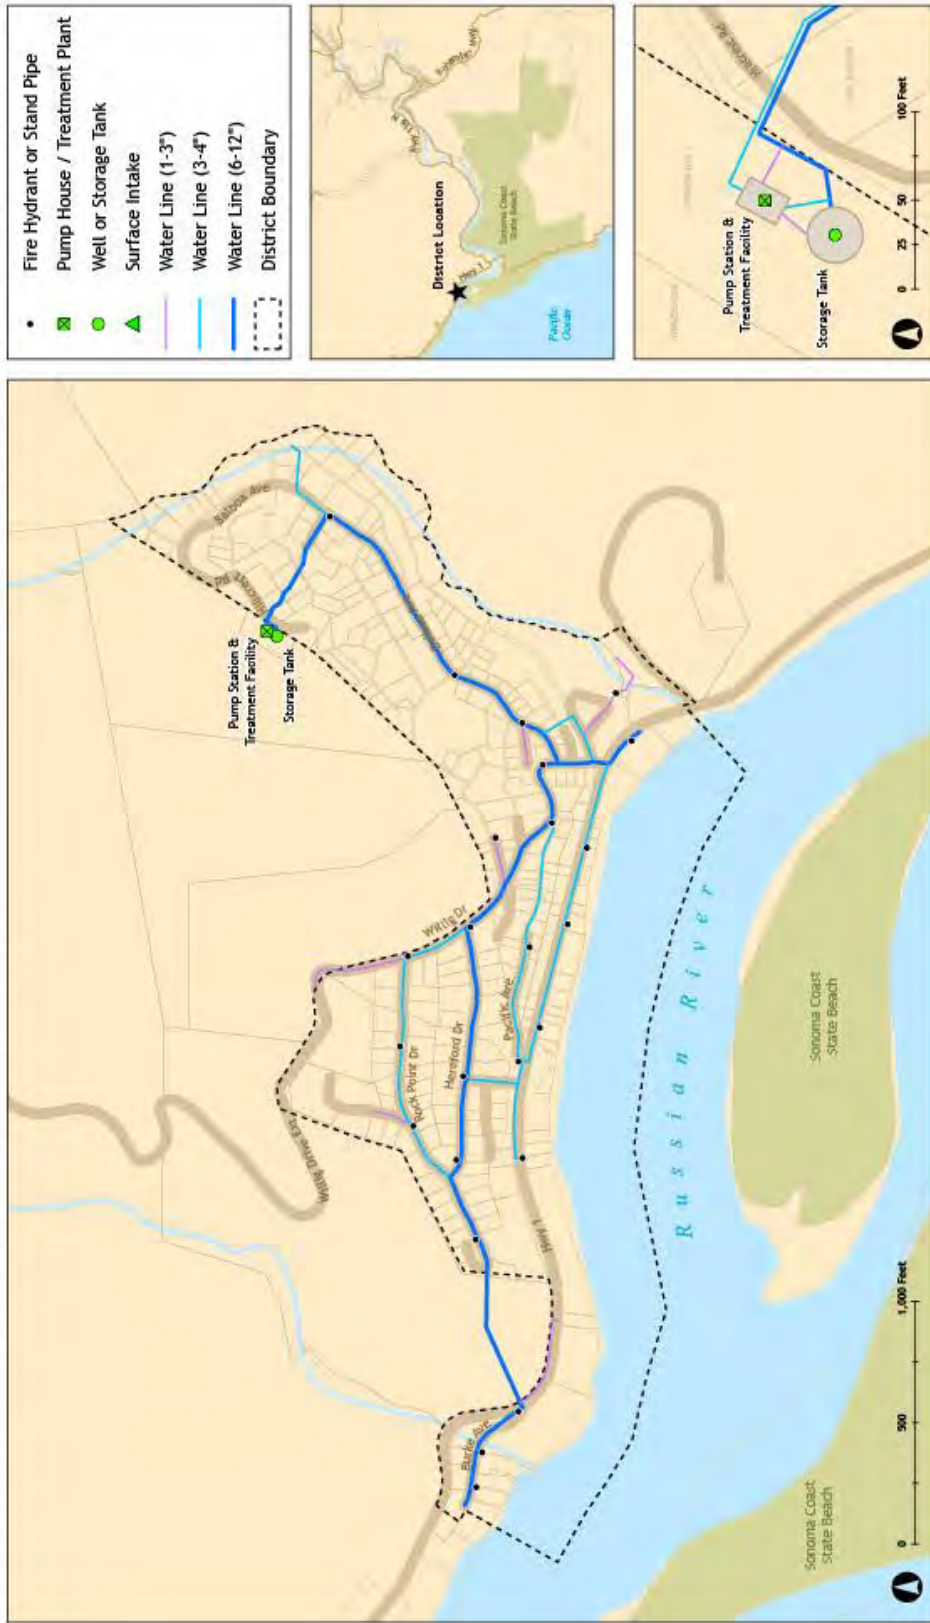 Fire Hydrant or Stand Pipe
Pump House / Treatment Plant
Well or Storage Tank
Surface Intake
Water Line (1-3")
Water Line (3-4")
Water Line (6-12")
District Boundary
District Location
Hwy 1
Sonoma Coast
State Beach
Pacific
Ocean
Pump Station &
Treatment Facility
Storage Tank
0
25
50
100 Feet
Balboa Ave
Hillcrest
Rd
Pump Station &
Treatment Facility
Storage Tank
Willig Dr
Rock Point Dr
Hereford Dr
Pacific Ave
Hwy 1
Burke Ave
Russian River
Sonoma Coast
State Beach
Sonoma Coast
State Beach
0
500
1,000 Feet